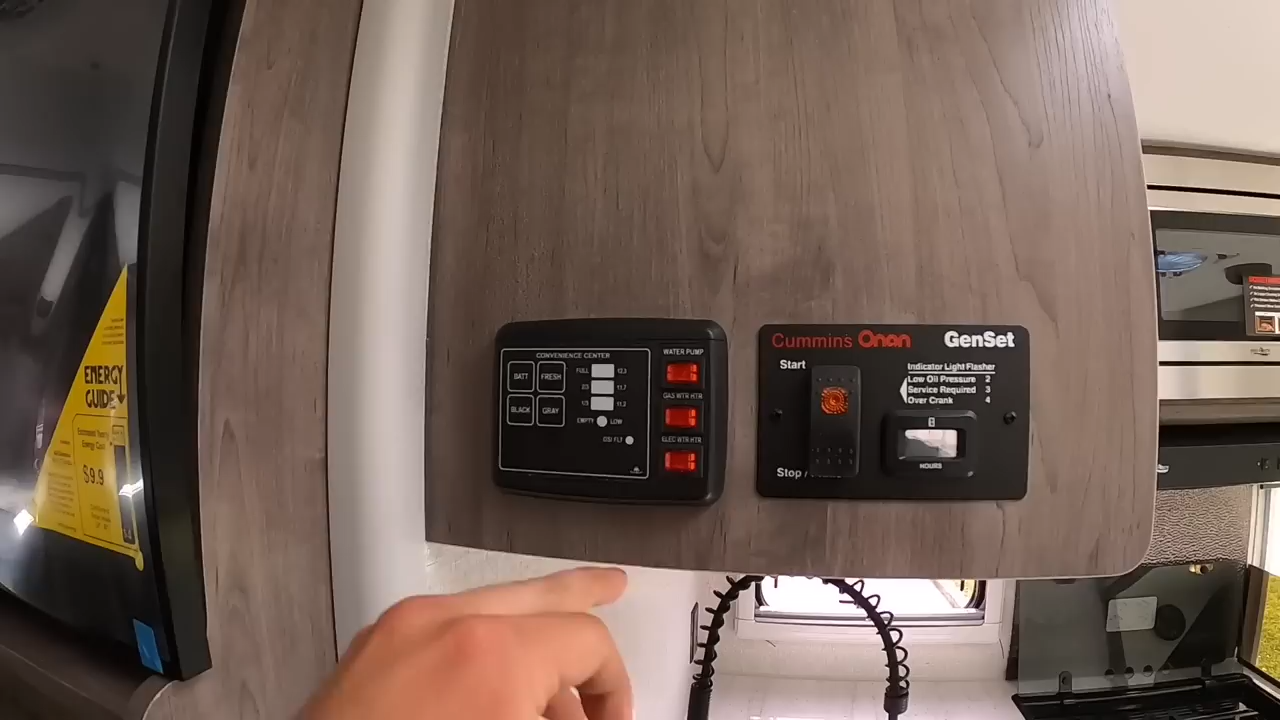 ENERGY
GUIDE
CONVENIENCE CENTER
BATT
FRESH
BLACK
GRAY
FULL
12.3
2/3
11.7
1/3
11.2
EMPTY
LOW
DSI FLT
WATER PUMP
GAS WTR HTR
ELEC WTR HTR
Cummins Onan
GenSet
Start
Stop /
Indicator Light Flasher
Low Oil Pressure 2
Service Required 3
Over Crank 4
HOURS